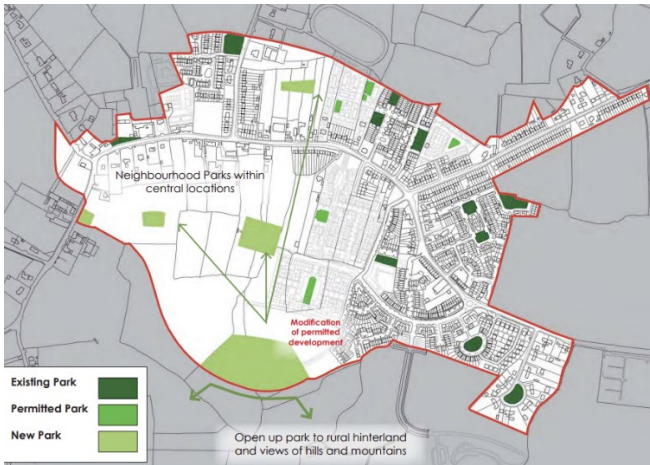 Neighbourhood Parks within
central locations
Modification
of permitted
development
Existing Park
Permitted Park
New Park
Open up park to rural hinterland
and views of hills and mountains